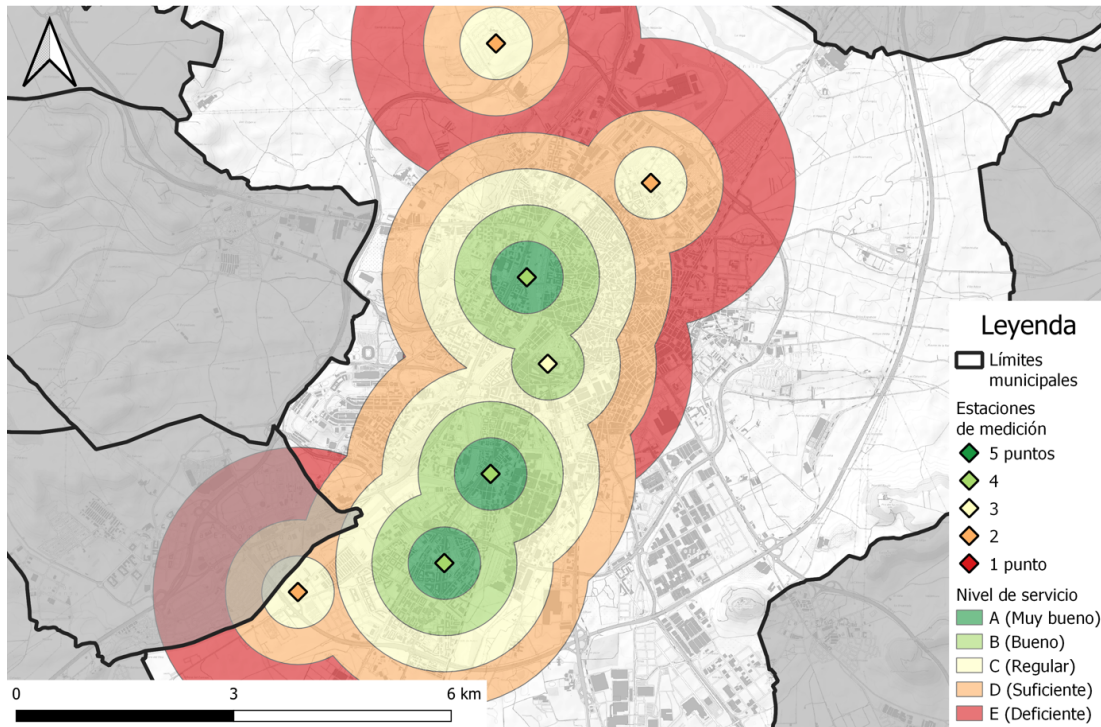 Leyenda
Límites
municipales
Estaciones
de medición
5 puntos
4
3
2
1 punto
Nivel de servicio
A (Muy bueno)
B (Bueno)
C (Regular)
D (Suficiente)
E (Deficiente)
0 3 6 km